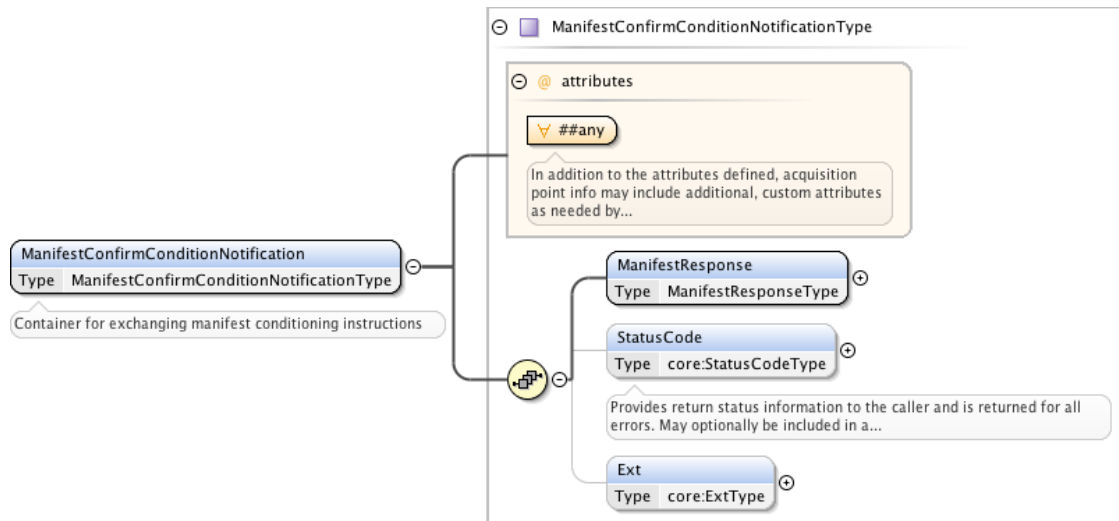 ManifestConfirmConditionNotificationType
@ attributes
∀ ##any
In addition to the attributes defined, acquisition
point info may include additional, custom attributes
as needed by...
ManifestConfirmConditionNotification
Type ManifestConfirmConditionNotificationType
Container for exchanging manifest conditioning instructions
ManifestResponse
Type ManifestResponseType
StatusCode
Type core:StatusCodeType
Provides return status information to the caller and is returned for all
errors. May optionally be included in a...
Ext
Type core:ExtType